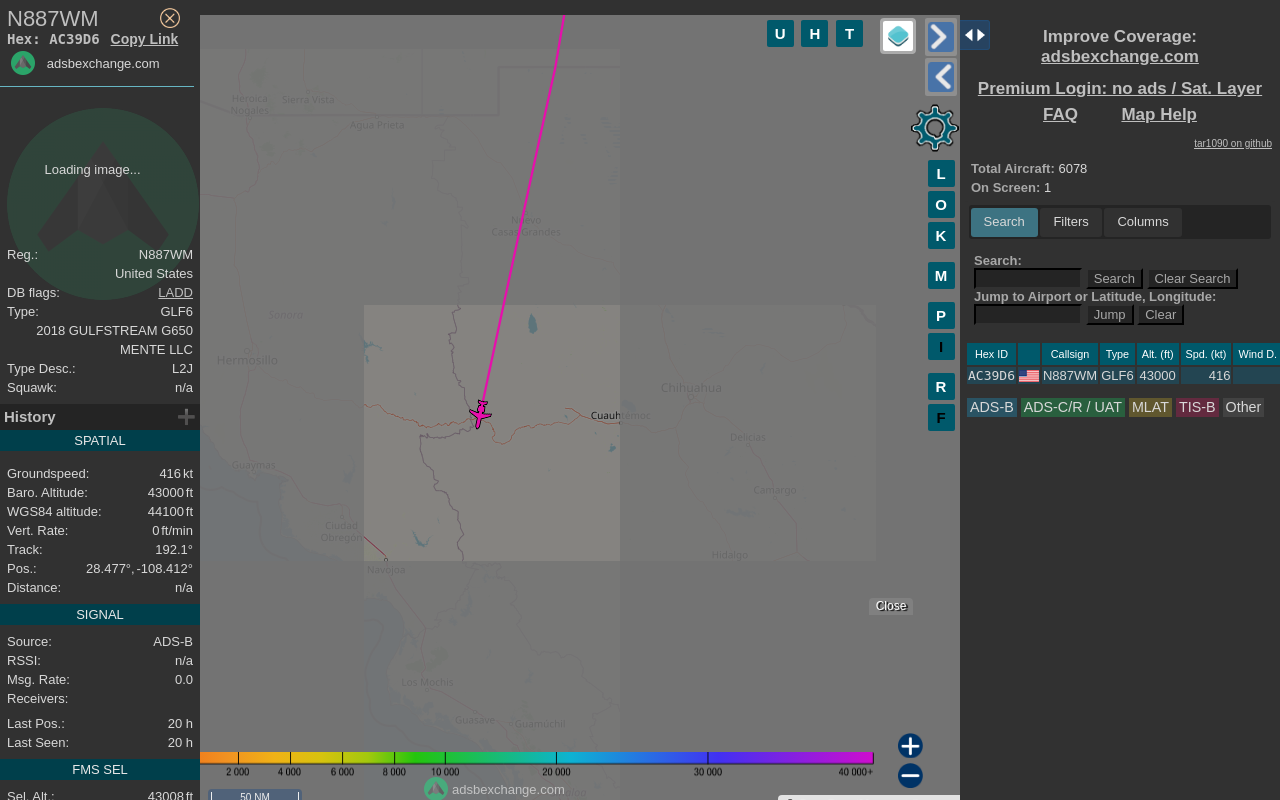 N887WM
Hex: AC39D6 Copy Link
adsbexchange.com
Loading image...
Reg.: N887WM
United States
DB flags: LADD
Type: GLF6
2018 GULFSTREAM G650
MENTE LLC
Type Desc.: L2J
Squawk: n/a
History
SPATIAL
Groundspeed: 416 kt
Baro. Altitude: 43000 ft
WGS84 altitude: 44100 ft
Vert. Rate: 0 ft/min
Track: 192.1°
Pos.: 28.477°, -108.412°
Distance: n/a
SIGNAL
Source: ADS-B
RSSI: n/a
Msg. Rate: 0.0
Receivers:
Last Pos.: 20 h
Last Seen: 20 h
FMS SEL
Sel. Alt.: 43008 ft
Heroica Nogales
Sierra Vista
Agua Prieta
Nuevo Casas Grandes
Sonoro
Hermosillo
Chihuahua
Cuauhtemoc
Delicias
Guaymas
Camargo
Ciudad Obregon
Hidalgo
Navojoa
Los Mochis
Guasave
Guamuchil
U H T
L
O
K
M
P
I
R
F
Close
2 000 4 000 6 000 8 000 10 000 20 000 30 000 40 000+
50 NM
adsbexchange.com
Improve Coverage:
adsbexchange.com
Premium Login: no ads / Sat. Layer
FAQ Map Help
tar1090 on github
Total Aircraft: 6078
On Screen: 1
Search Filters Columns
Search:
Search Clear Search
Jump to Airport or Latitude, Longitude:
Jump Clear
Hex ID Callsign Type Alt. (ft) Spd. (kt) Wind D.
AC39D6 N887WM GLF6 43000 416
ADS-B ADS-C/R / UAT MLAT TIS-B Other